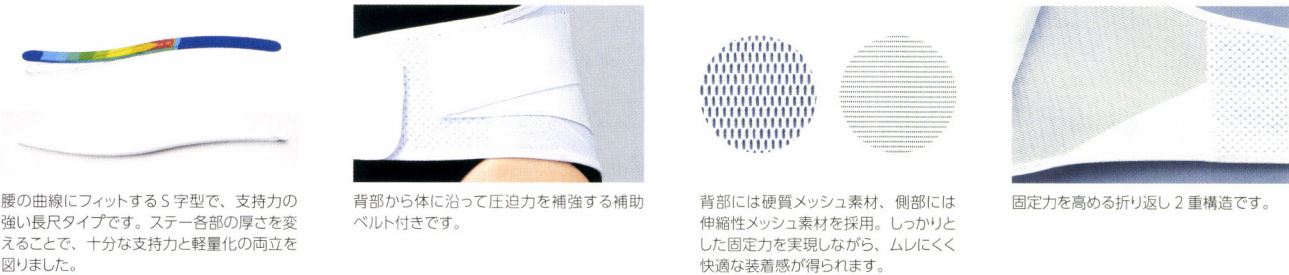 腰の曲線にフィットするS字型で、支持力の
強い長尺タイプです。ステー各部の厚さを変
えることで、十分な支持力と軽量化の両立を
図りました。
背部から体に沿って圧迫力を補強する補助
ベルト付きです。
背部には硬質メッシュ素材、側部には
伸縮性メッシュ素材を採用。しっかりと
した固定力を実現しながら、ムレにくく
快適な装着感が得られます。
固定力を高める折り返し2重構造です。